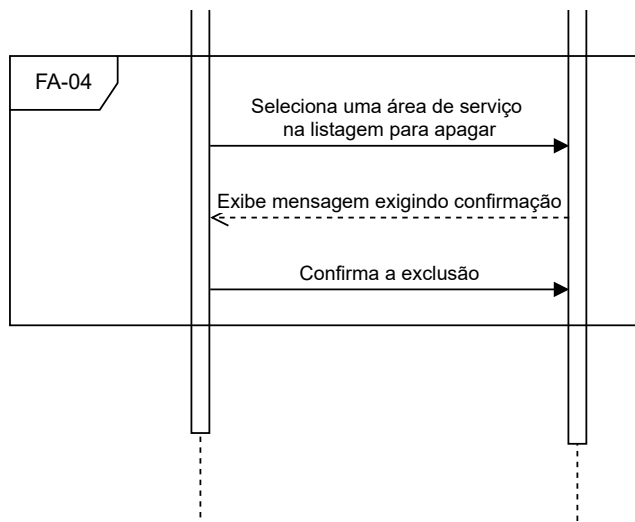 FA-04
Seleciona uma área de serviço
na listagem para apagar
Exibe mensagem exigindo confirmação
Confirma a exclusão